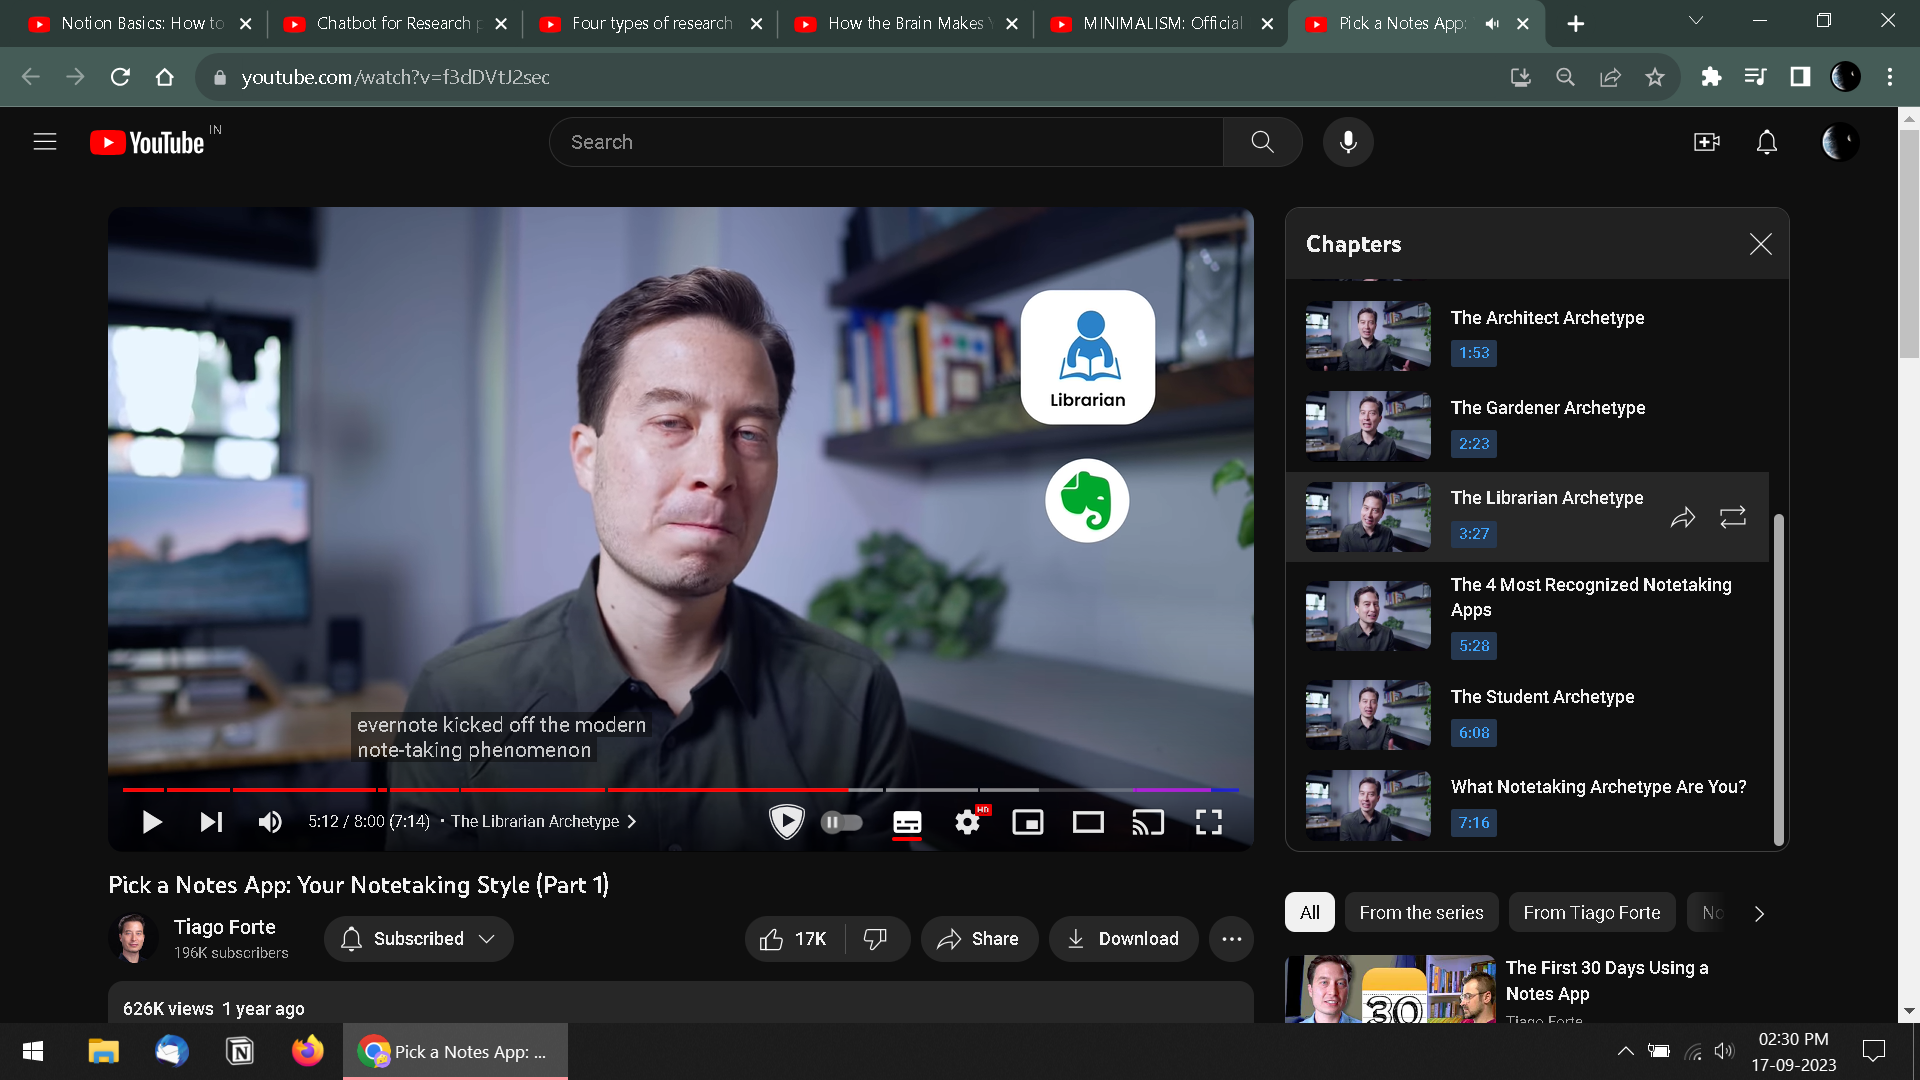 Notion Basics: How to
Chatbot for Research p
Four types of research
How the Brain Makes Y
MINIMALISM: Official
Pick a Notes App:
youtube.com/watch?v=f3dDVtJ2sec
YouTube IN
Search
Librarian
evernote kicked off the modern
note-taking phenomenon
5:12 / 8:00 (7:14) • The Librarian Archetype
HD
Chapters
The Architect Archetype
1:53
The Gardener Archetype
2:23
The Librarian Archetype
3:27
The 4 Most Recognized Notetaking
Apps
5:28
The Student Archetype
6:08
What Notetaking Archetype Are You?
7:16
Pick a Notes App: Your Notetaking Style (Part 1)
Tiago Forte
196K subscribers
Subscribed
17K
Share
Download
626K views 1 year ago
All
From the series
From Tiago Forte
No
30
The First 30 Days Using a
Notes App
Tiago Forte
Pick a Notes App: ...
02:30 PM
17-09-2023